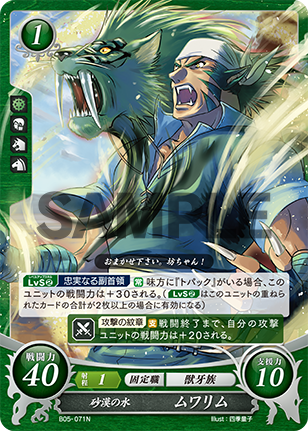 1
SAMPLE
おまかせ下さい、坊ちゃん!
LvS2 忠実なる副首領 常 味方に『トパック』がいる場合、この
ユニットの戦闘力は+30される。( LvS2 はこのユニットの重ねら
れたカードの合計が2枚以上の場合に有効になる)
攻撃の紋章 支 戦闘終了まで、自分の攻撃
ユニットの戦闘力は+20される。
戦闘力 40
射程 1 固定職 獣牙族
支援力 10
砂漠の水 ムワリム
B05-071N Illust:四季童子